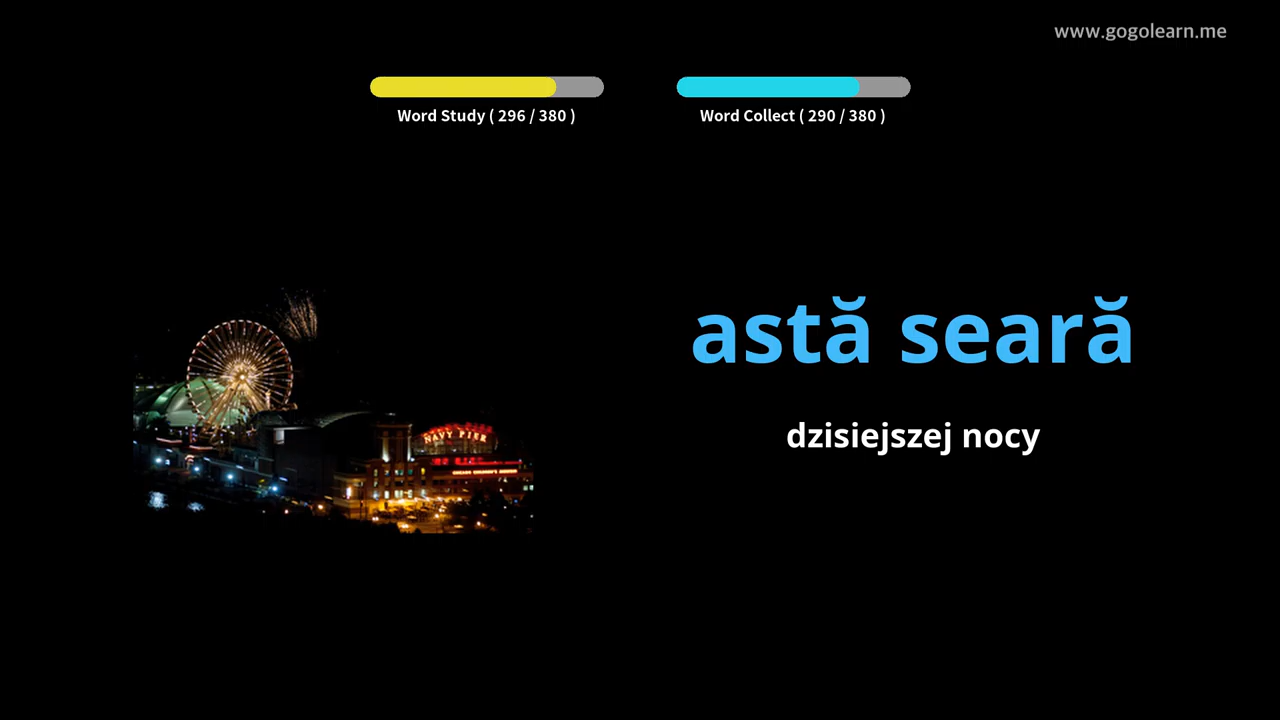 www.gogolearn.me
Word Study ( 296 / 380 )
Word Collect ( 290 / 380 )
astă seară
dzisiejszej nocy
NAVY PIER